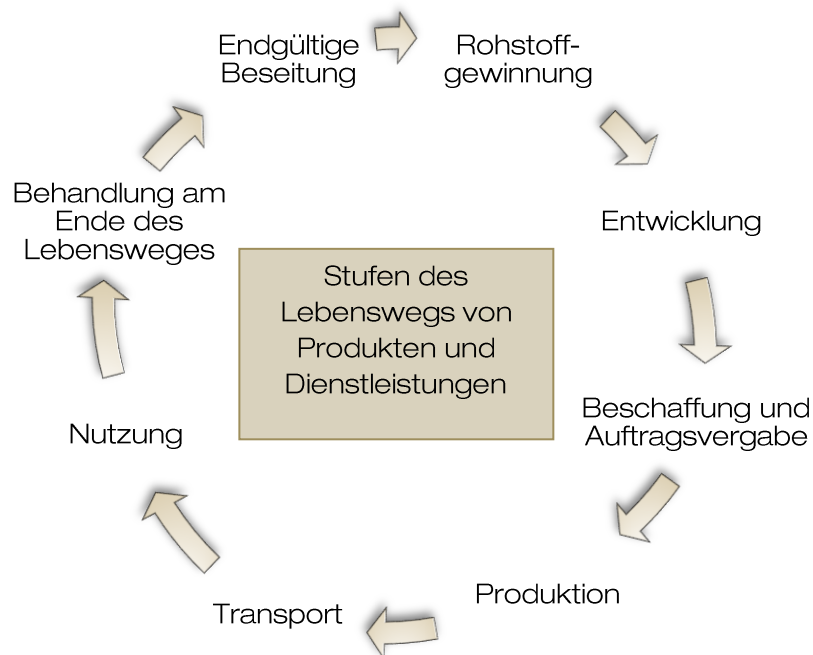 Endgültige
Beseitung
Rohstoff-
gewinnung
Entwicklung
Beschaffung und
Auftragsvergabe
Produktion
Transport
Nutzung
Behandlung am
Ende des
Lebensweges
Stufen des
Lebenswegs von
Produkten und
Dienstleistungen